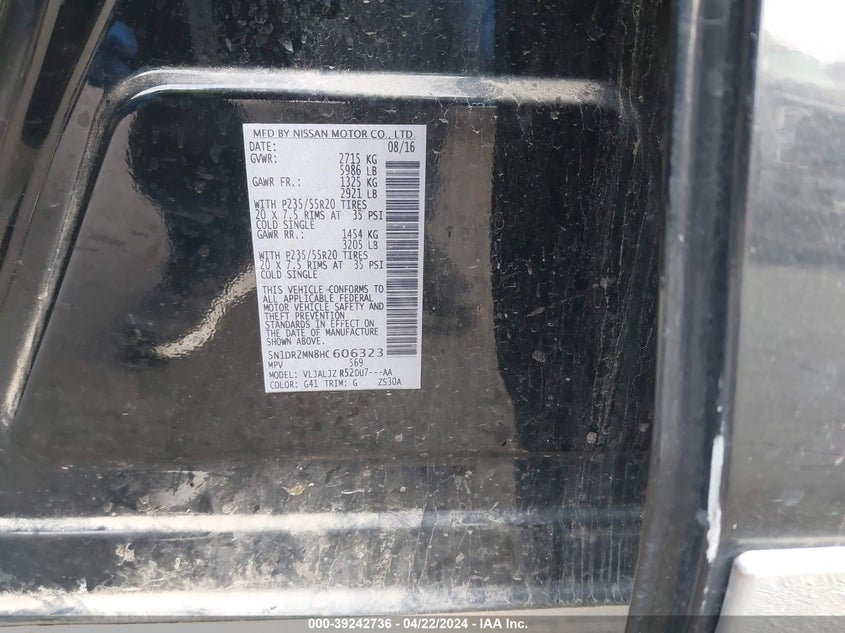 MFD BY NISSAN MOTOR CO., LTD.
DATE: 08/16
GVWR: 2715 KG
5986 LB
GAWR FR.: 1325 KG
2921 LB
WITH P235/55R20 TIRES
20 X 7.5 RIMS AT 35 PSI
COLD SINGLE
GAWR RR.: 1454 KG
3205 LB
WITH P235/55R20 TIRES
20 X 7.5 RIMS AT 35 PSI
COLD SINGLE
THIS VEHICLE CONFORMS TO
ALL APPLICABLE FEDERAL
MOTOR VEHICLE SAFETY AND
THEFT PREVENTION
STANDARDS IN EFFECT ON
THE DATE OF MANUFACTURE
SHOWN ABOVE.
5N1DR2MN8HC606323
MPV 569
MODEL: VLJALJZ R52DU7---AA
COLOR: G41 TRIM: G ZS30A
000-39242736 - 04/22/2024 - IAA Inc.